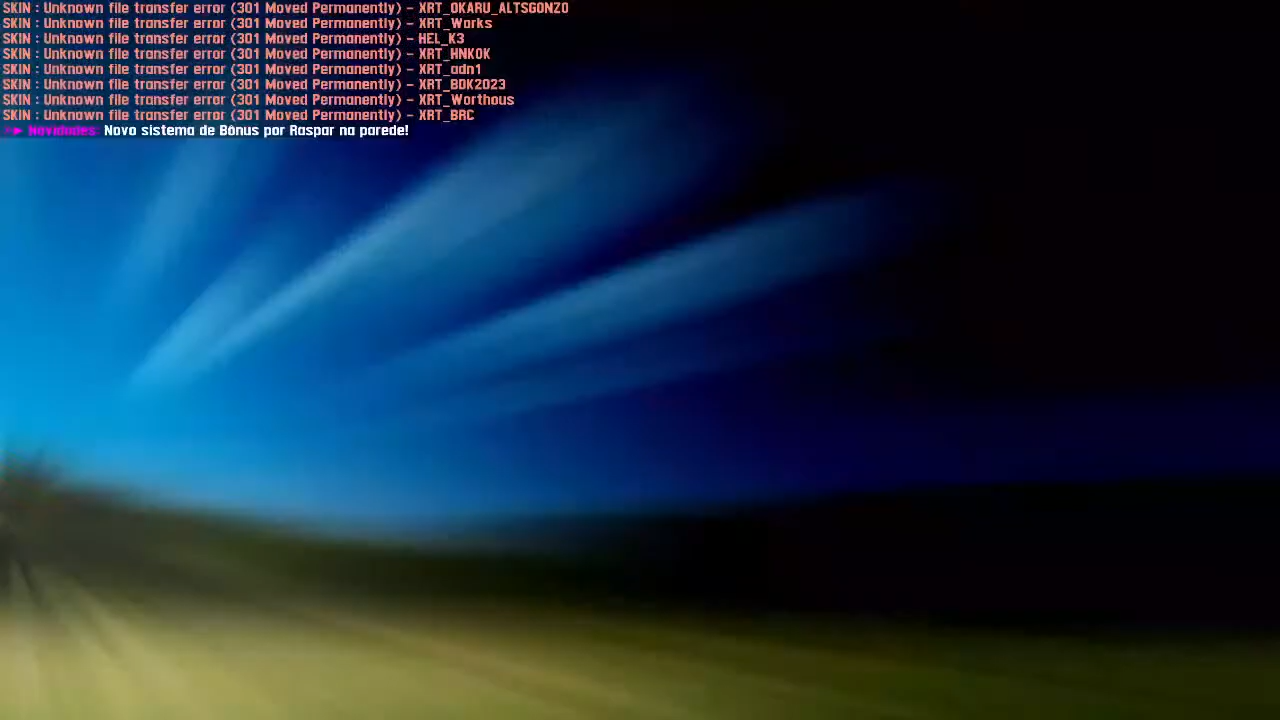 SKIN : Unknown file transfer error (301 Moved Permanently) - XRT_OKARU_ALTSGONZO
SKIN : Unknown file transfer error (301 Moved Permanently) - XRT_Works
SKIN : Unknown file transfer error (301 Moved Permanently) - HEL_K3
SKIN : Unknown file transfer error (301 Moved Permanently) - XRT_HNKOK
SKIN : Unknown file transfer error (301 Moved Permanently) - XRT_adn1
SKIN : Unknown file transfer error (301 Moved Permanently) - XRT_BDK2023
SKIN : Unknown file transfer error (301 Moved Permanently) - XRT_Worthous
SKIN : Unknown file transfer error (301 Moved Permanently) - XRT_BRC
Novidades: Novo sistema de Bônus por Raspar na parede!